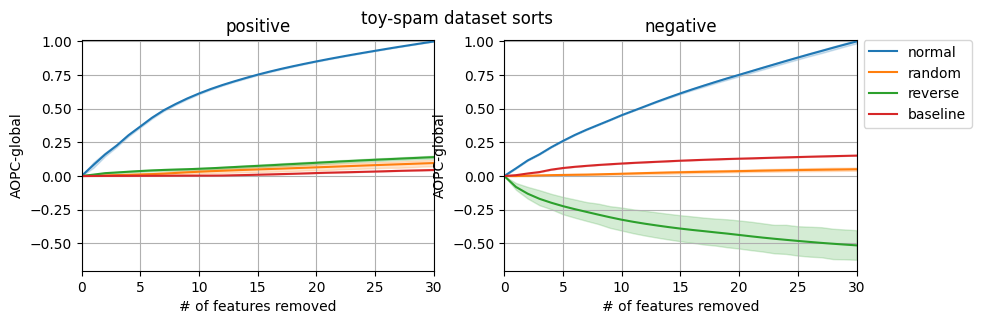 toy-spam dataset sorts
positive
negative
AOPC-global
1.00
0.75
0.50
0.25
0.00
−0.25
−0.50
0 5 10 15 20 25 30
# of features removed
AOPC-global
1.00
0.75
0.50
0.25
0.00
−0.25
−0.50
0 5 10 15 20 25 30
# of features removed
normal
random
reverse
baseline